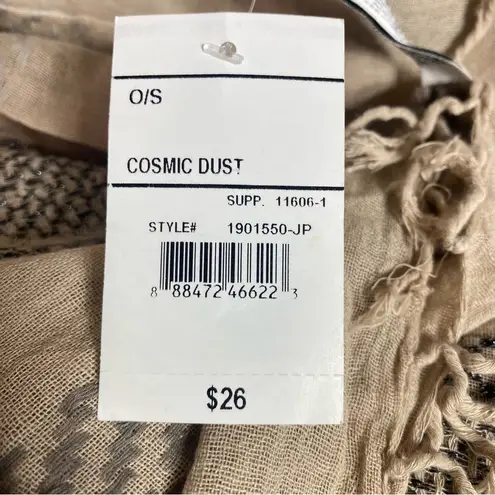 O/S
COSMIC DUST
SUPP. 11606-1
STYLE# 1901550-JP
8 88472 46622 3
$26